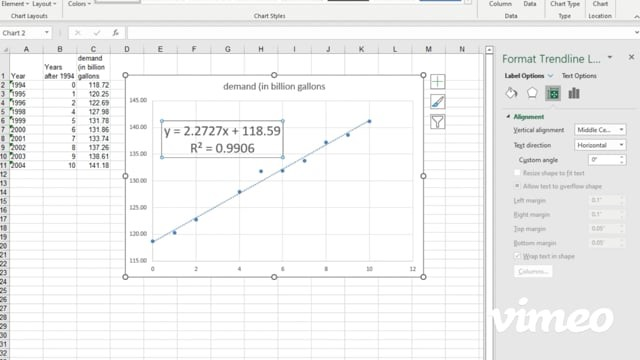 Element Layout Colors Column Data Chart Type Chart
Chart Layouts Chart Styles Data Type Location
Chart 2
A B C D E F G H I J K L M N
demand
Years (in billion
Year after 1994 gallons
1994 0 118.72
1995 1 120.25
1996 2 122.69
1998 4 127.98
1999 5 131.78
2000 6 131.86
2001 7 133.74
2002 8 137.26
2003 9 138.61
2004 10 141.18
demand (in billion gallons
145.00
140.00
135.00
130.00
125.00
120.00
115.00
0 2 4 6 8 10 12
y = 2.2727x + 118.59
R² = 0.9906
Format Trendline L...
Label Options Text Options
Alignment
Vertical alignment Middle Ce...
Text direction Horizontal
Custom angle 0°
Resize shape to fit text
Allow text to overflow shape
Left margin 0.1"
Right margin 0.1"
Top margin 0.05"
Bottom margin 0.05"
Wrap text in shape
Columns...
vimeo